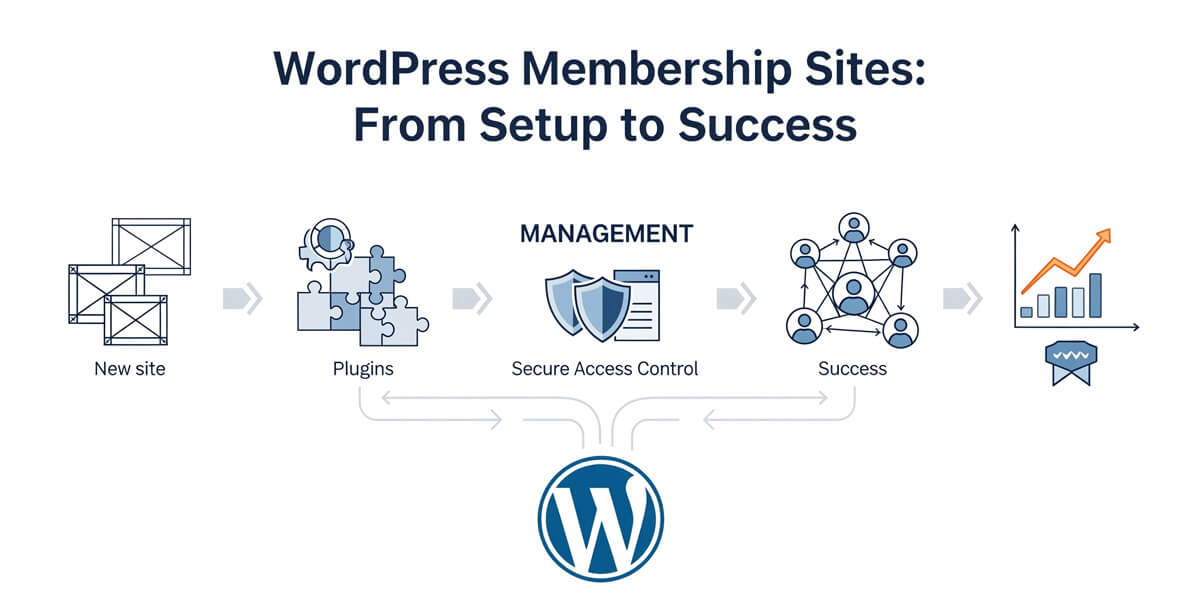 WordPress Membership Sites:
From Setup to Success
MANAGEMENT
New site
Plugins
Secure Access Control
Success